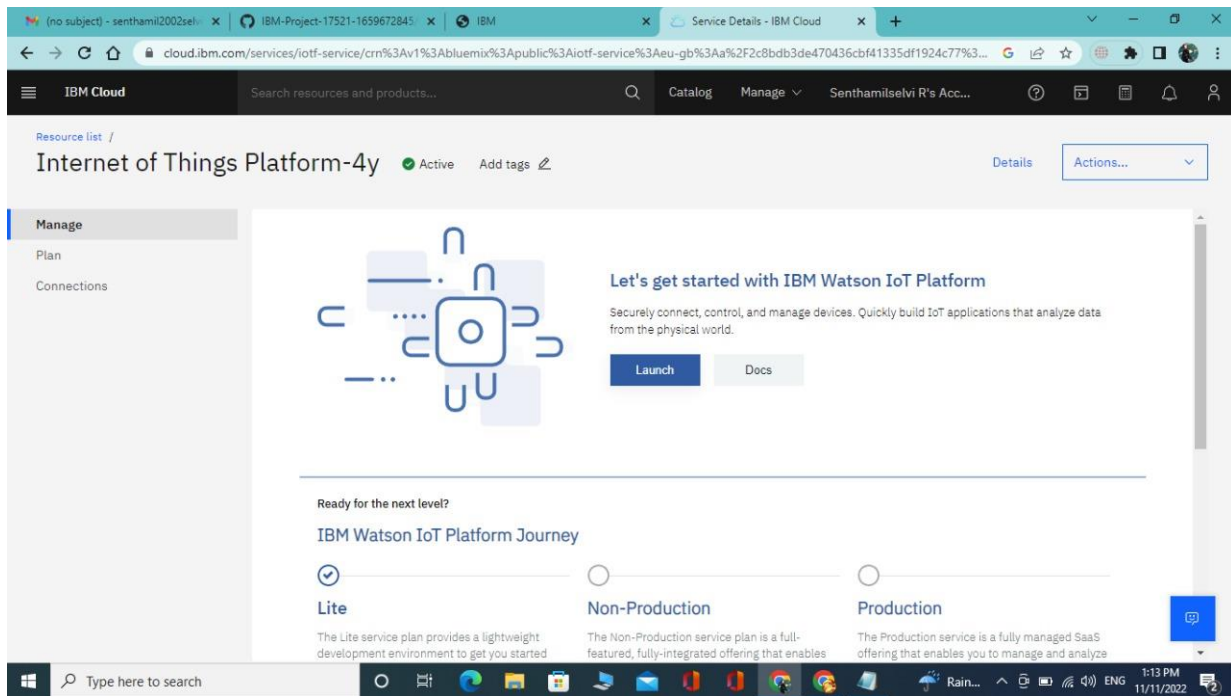 (no subject) - senthamil2002selvi
IBM-Project-17521-1659672845
IBM
Service Details - IBM Cloud
cloud.ibm.com/services/iotf-service/crn%3Av1%3Abluemix%3Apublic%3Aiotf-service%3Aeu-gb%3Aa%2F2c8bdb3de470436cbf41335df1924c77%3...
IBM Cloud
Search resources and products...
Catalog
Manage
Senthamilselvi R's Acc...
Resource list /
Internet of Things Platform-4y
Active
Add tags
Details
Actions...
Manage
Plan
Connections
Let's get started with IBM Watson IoT Platform
Securely connect, control, and manage devices. Quickly build IoT applications that analyze data
from the physical world.
Launch
Docs
Ready for the next level?
IBM Watson IoT Platform Journey
Lite
Non-Production
Production
The Lite service plan provides a lightweight
development environment to get you started
The Non-Production service plan is a full-
featured, fully-integrated offering that enables
The Production service is a fully managed SaaS
offering that enables you to manage and analyze
Type here to search
Rain...
ENG
1:13 PM
11/11/2022